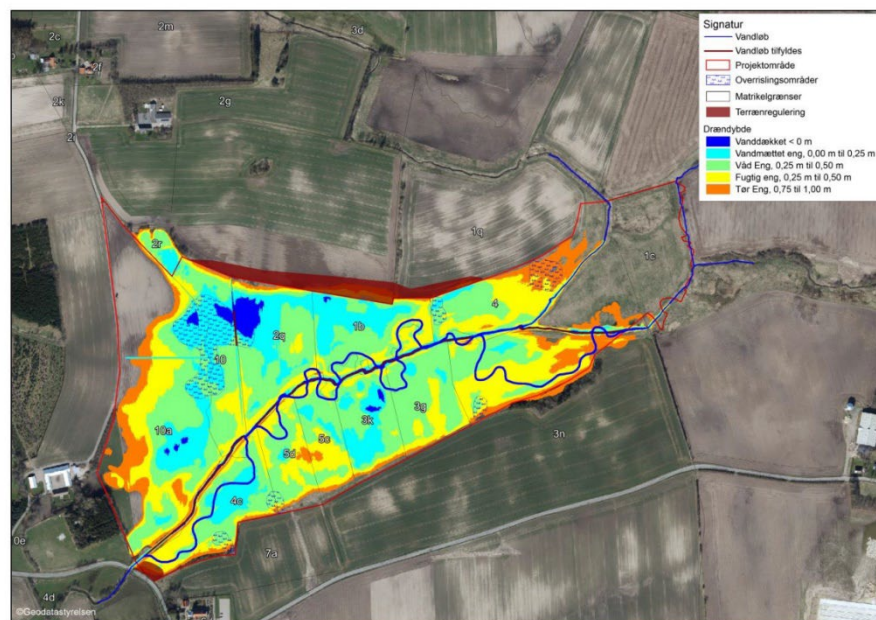 2c
2m
3d
2f
2k
2g
2i
1q
1c
2r
4
1b
2q
10
3g
3k
10a
5c
5d
3n
4c
0e
7a
4d
©Geodatastyrelsen
Signatur
Vandløb
Vandløb tilfyldes
Projektområde
Overrislingsområder
Matrikelgrænser
Terrænregulering
Drændybde
Vanddækket < 0 m
Vandmættet eng, 0,00 m til 0,25 m
Våd Eng, 0,25 m til 0,50 m
Fugtig eng, 0,25 m til 0,50 m
Tør Eng, 0,75 til 1,00 m